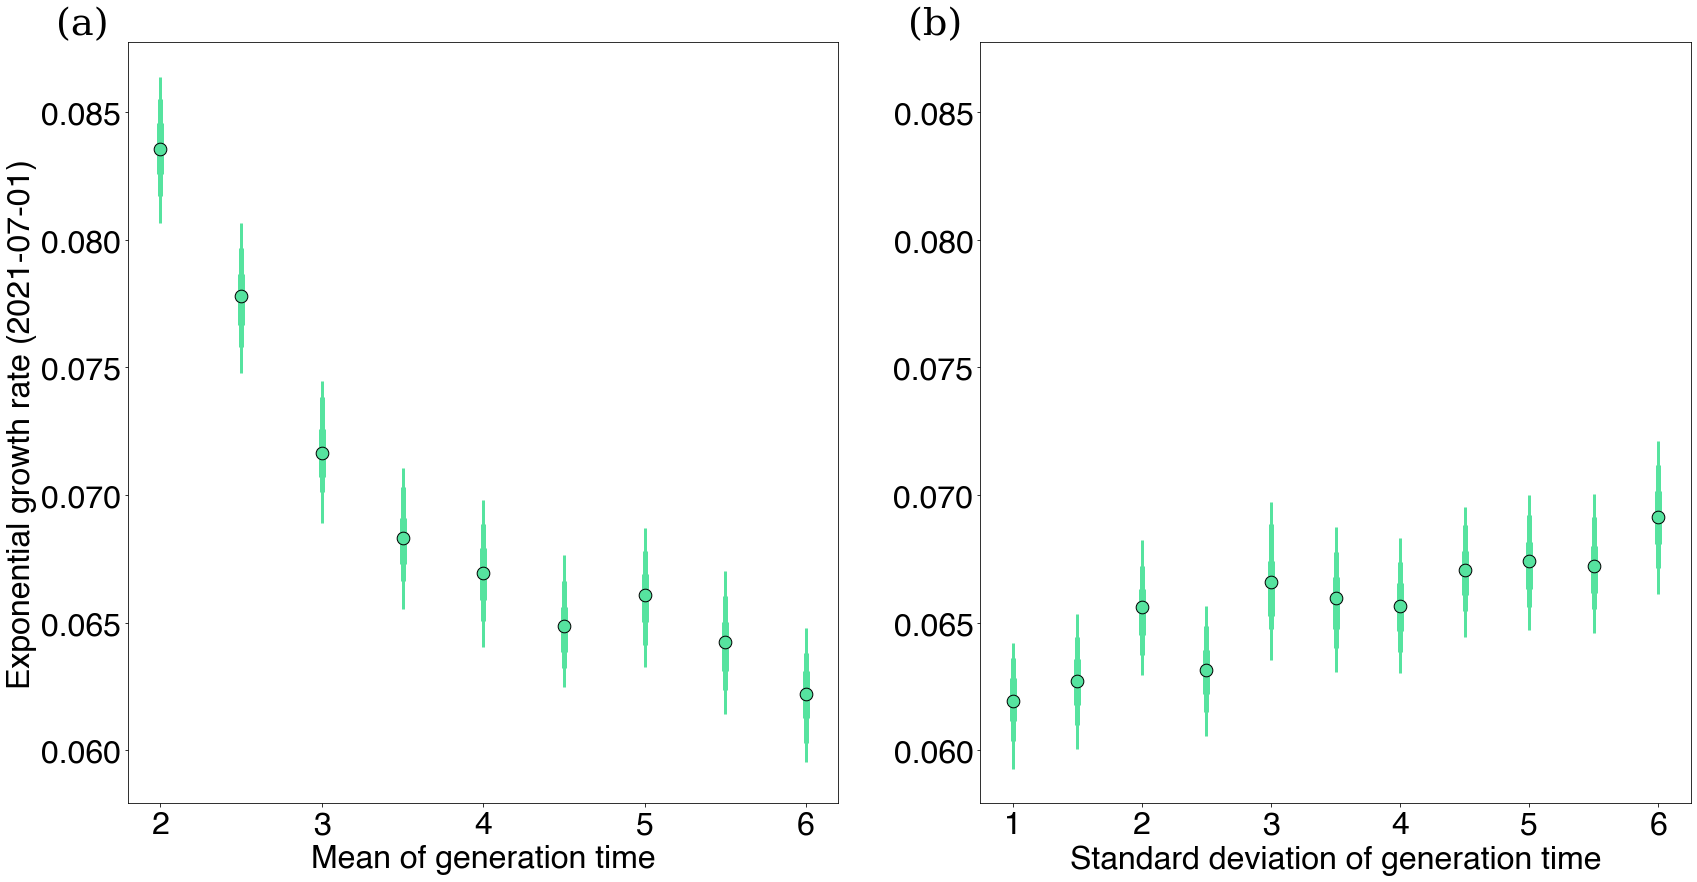 (a)
Exponential growth rate (2021-07-01)
0.085
0.080
0.075
0.070
0.065
0.060
2 3 4 5 6
Mean of generation time
(b)
0.085
0.080
0.075
0.070
0.065
0.060
1 2 3 4 5 6
Standard deviation of generation time